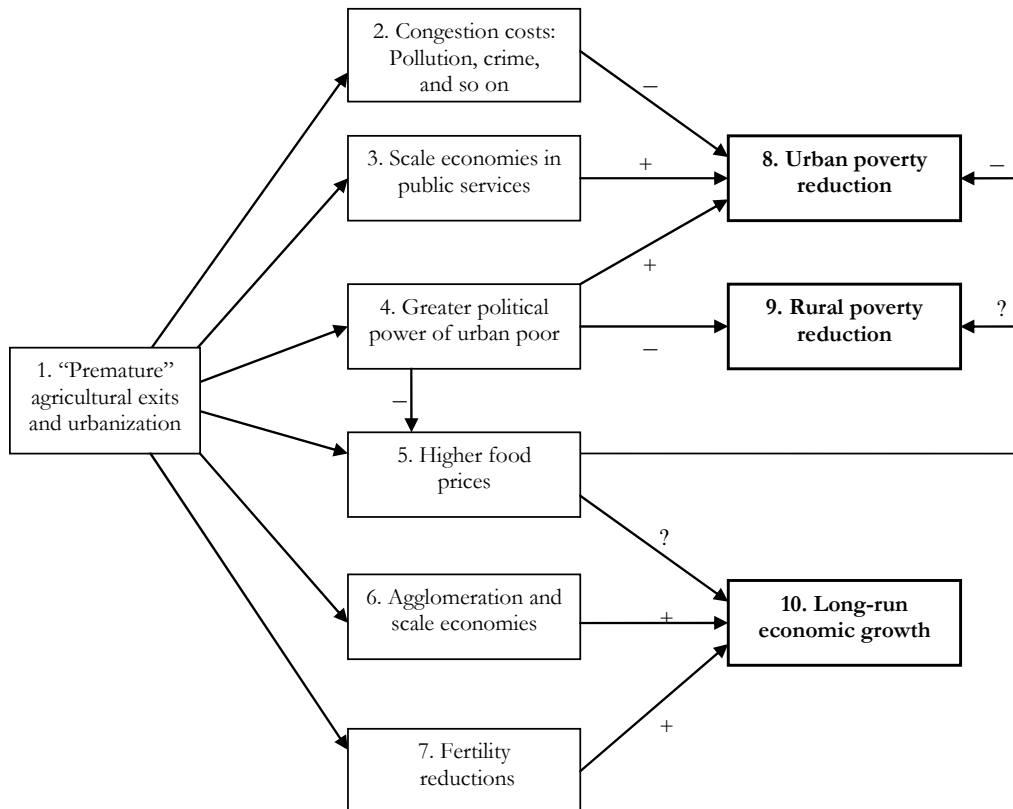 2. Congestion costs:
Pollution, crime,
and so on
–
3. Scale economies in
public services
+
8. Urban poverty
reduction
–
+
4. Greater political
power of urban poor
–
9. Rural poverty
reduction
?
1. “Premature”
agricultural exits
and urbanization
–
5. Higher food
prices
?
6. Agglomeration and
scale economies
+
10. Long-run
economic growth
+
7. Fertility
reductions